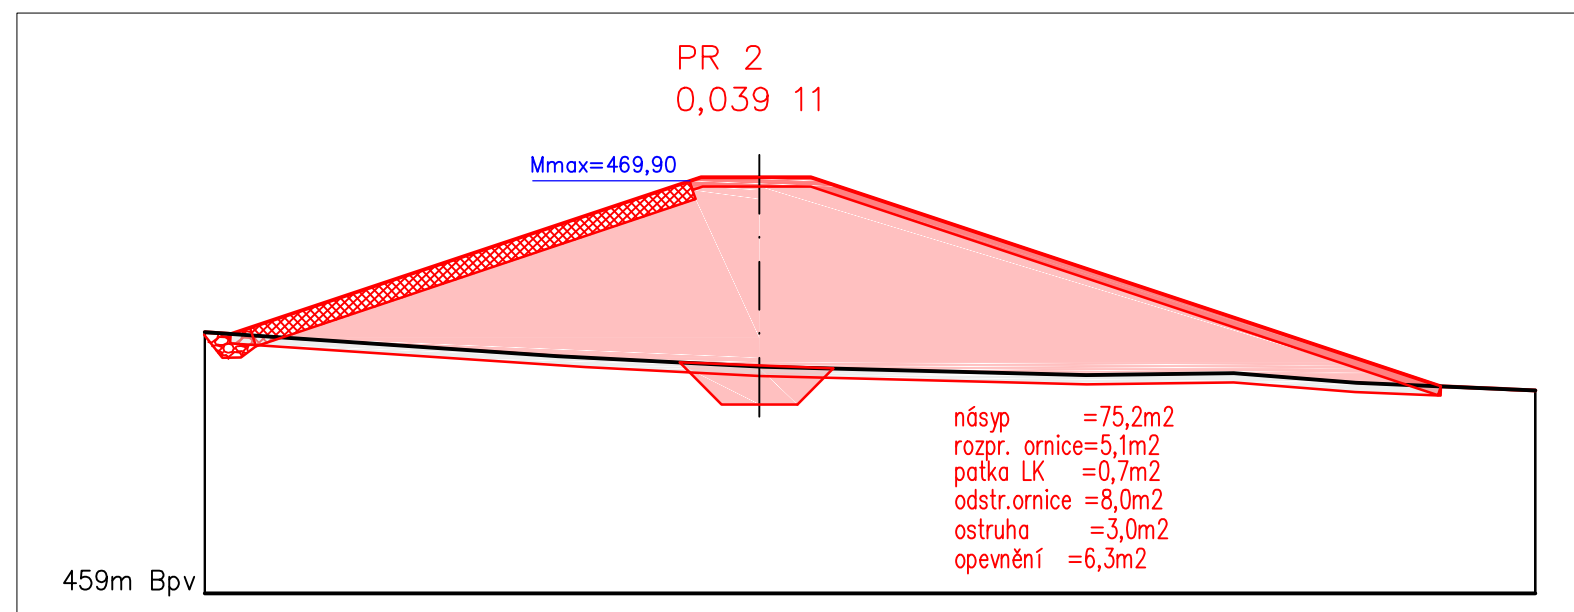 PR 2
0,039 11
Mmax=469,90
násyp =75,2m2
rozpr. ornice=5,1m2
patka LK =0,7m2
odstr.ornice =8,0m2
ostruha =3,0m2
opevnění =6,3m2
459m Bpv